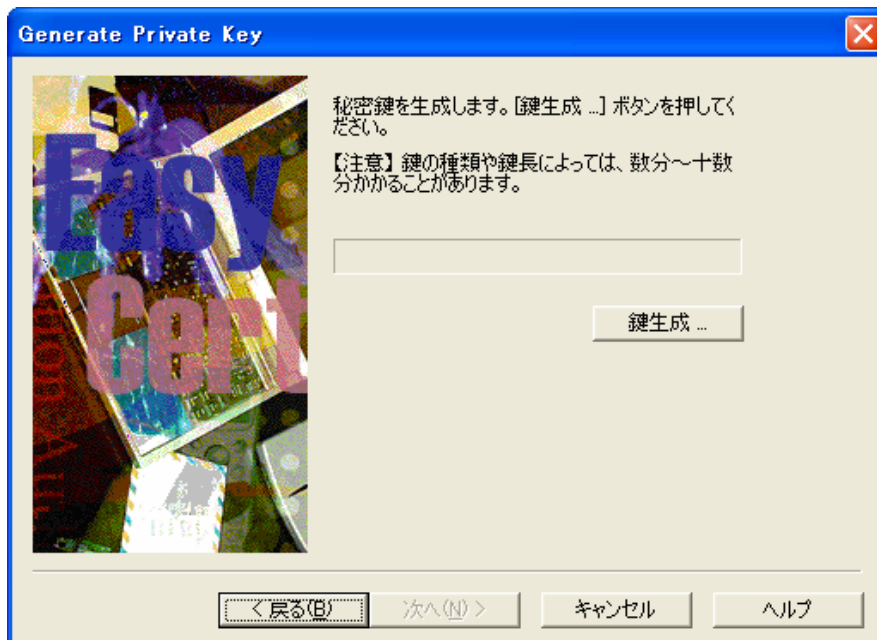 Generate Private Key
Easy
Cert
秘密鍵を生成します。[鍵生成 ...] ボタンを押してく
ださい。
【注意】 鍵の種類や鍵長によっては、数分～十数
分かかることがあります。
鍵生成 ...
< 戻る(B)
次へ(N) >
キャンセル
ヘルプ